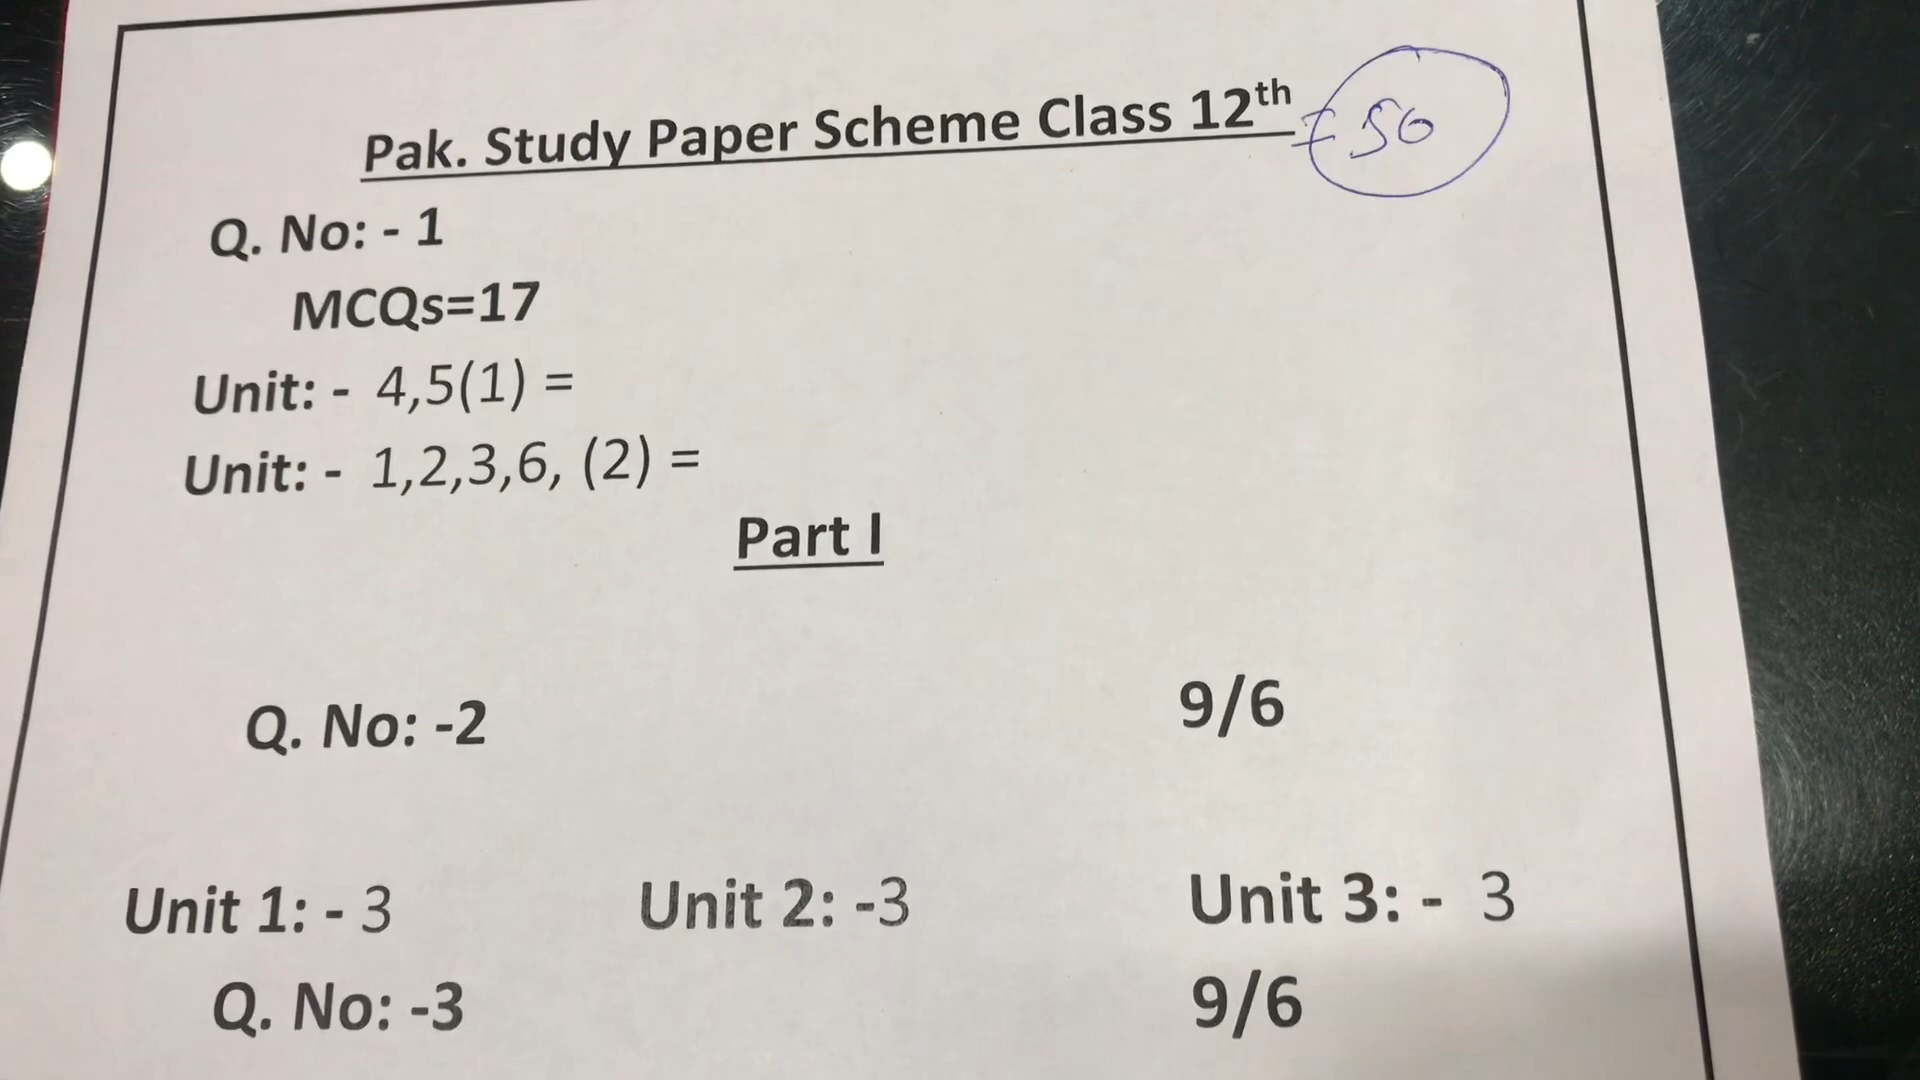 Pak. Study Paper Scheme Class 12th = 50
Q. No: - 1
MCQs=17
Unit: - 4,5(1) =
Unit: - 1,2,3,6, (2) =
Part I
Q. No: -2 9/6
Unit 1: - 3 Unit 2: -3 Unit 3: - 3
Q. No: -3 9/6